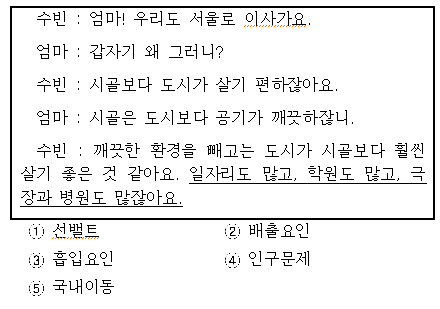 수빈 : 엄마! 우리도 서울로 이사가요.
엄마 : 갑자기 왜 그러니?
수빈 : 시골보다 도시가 살기 편하잖아요.
엄마 : 시골은 도시보다 공기가 깨끗하잖니.
수빈 : 깨끗한 환경을 빼고는 도시가 시골보다 훨씬
살기 좋은 것 같아요. 일자리도 많고, 학원도 많고, 극
장과 병원도 많잖아요.
① 선밸트 ② 배출요인
③ 흡입요인 ④ 인구문제
⑤ 국내이동